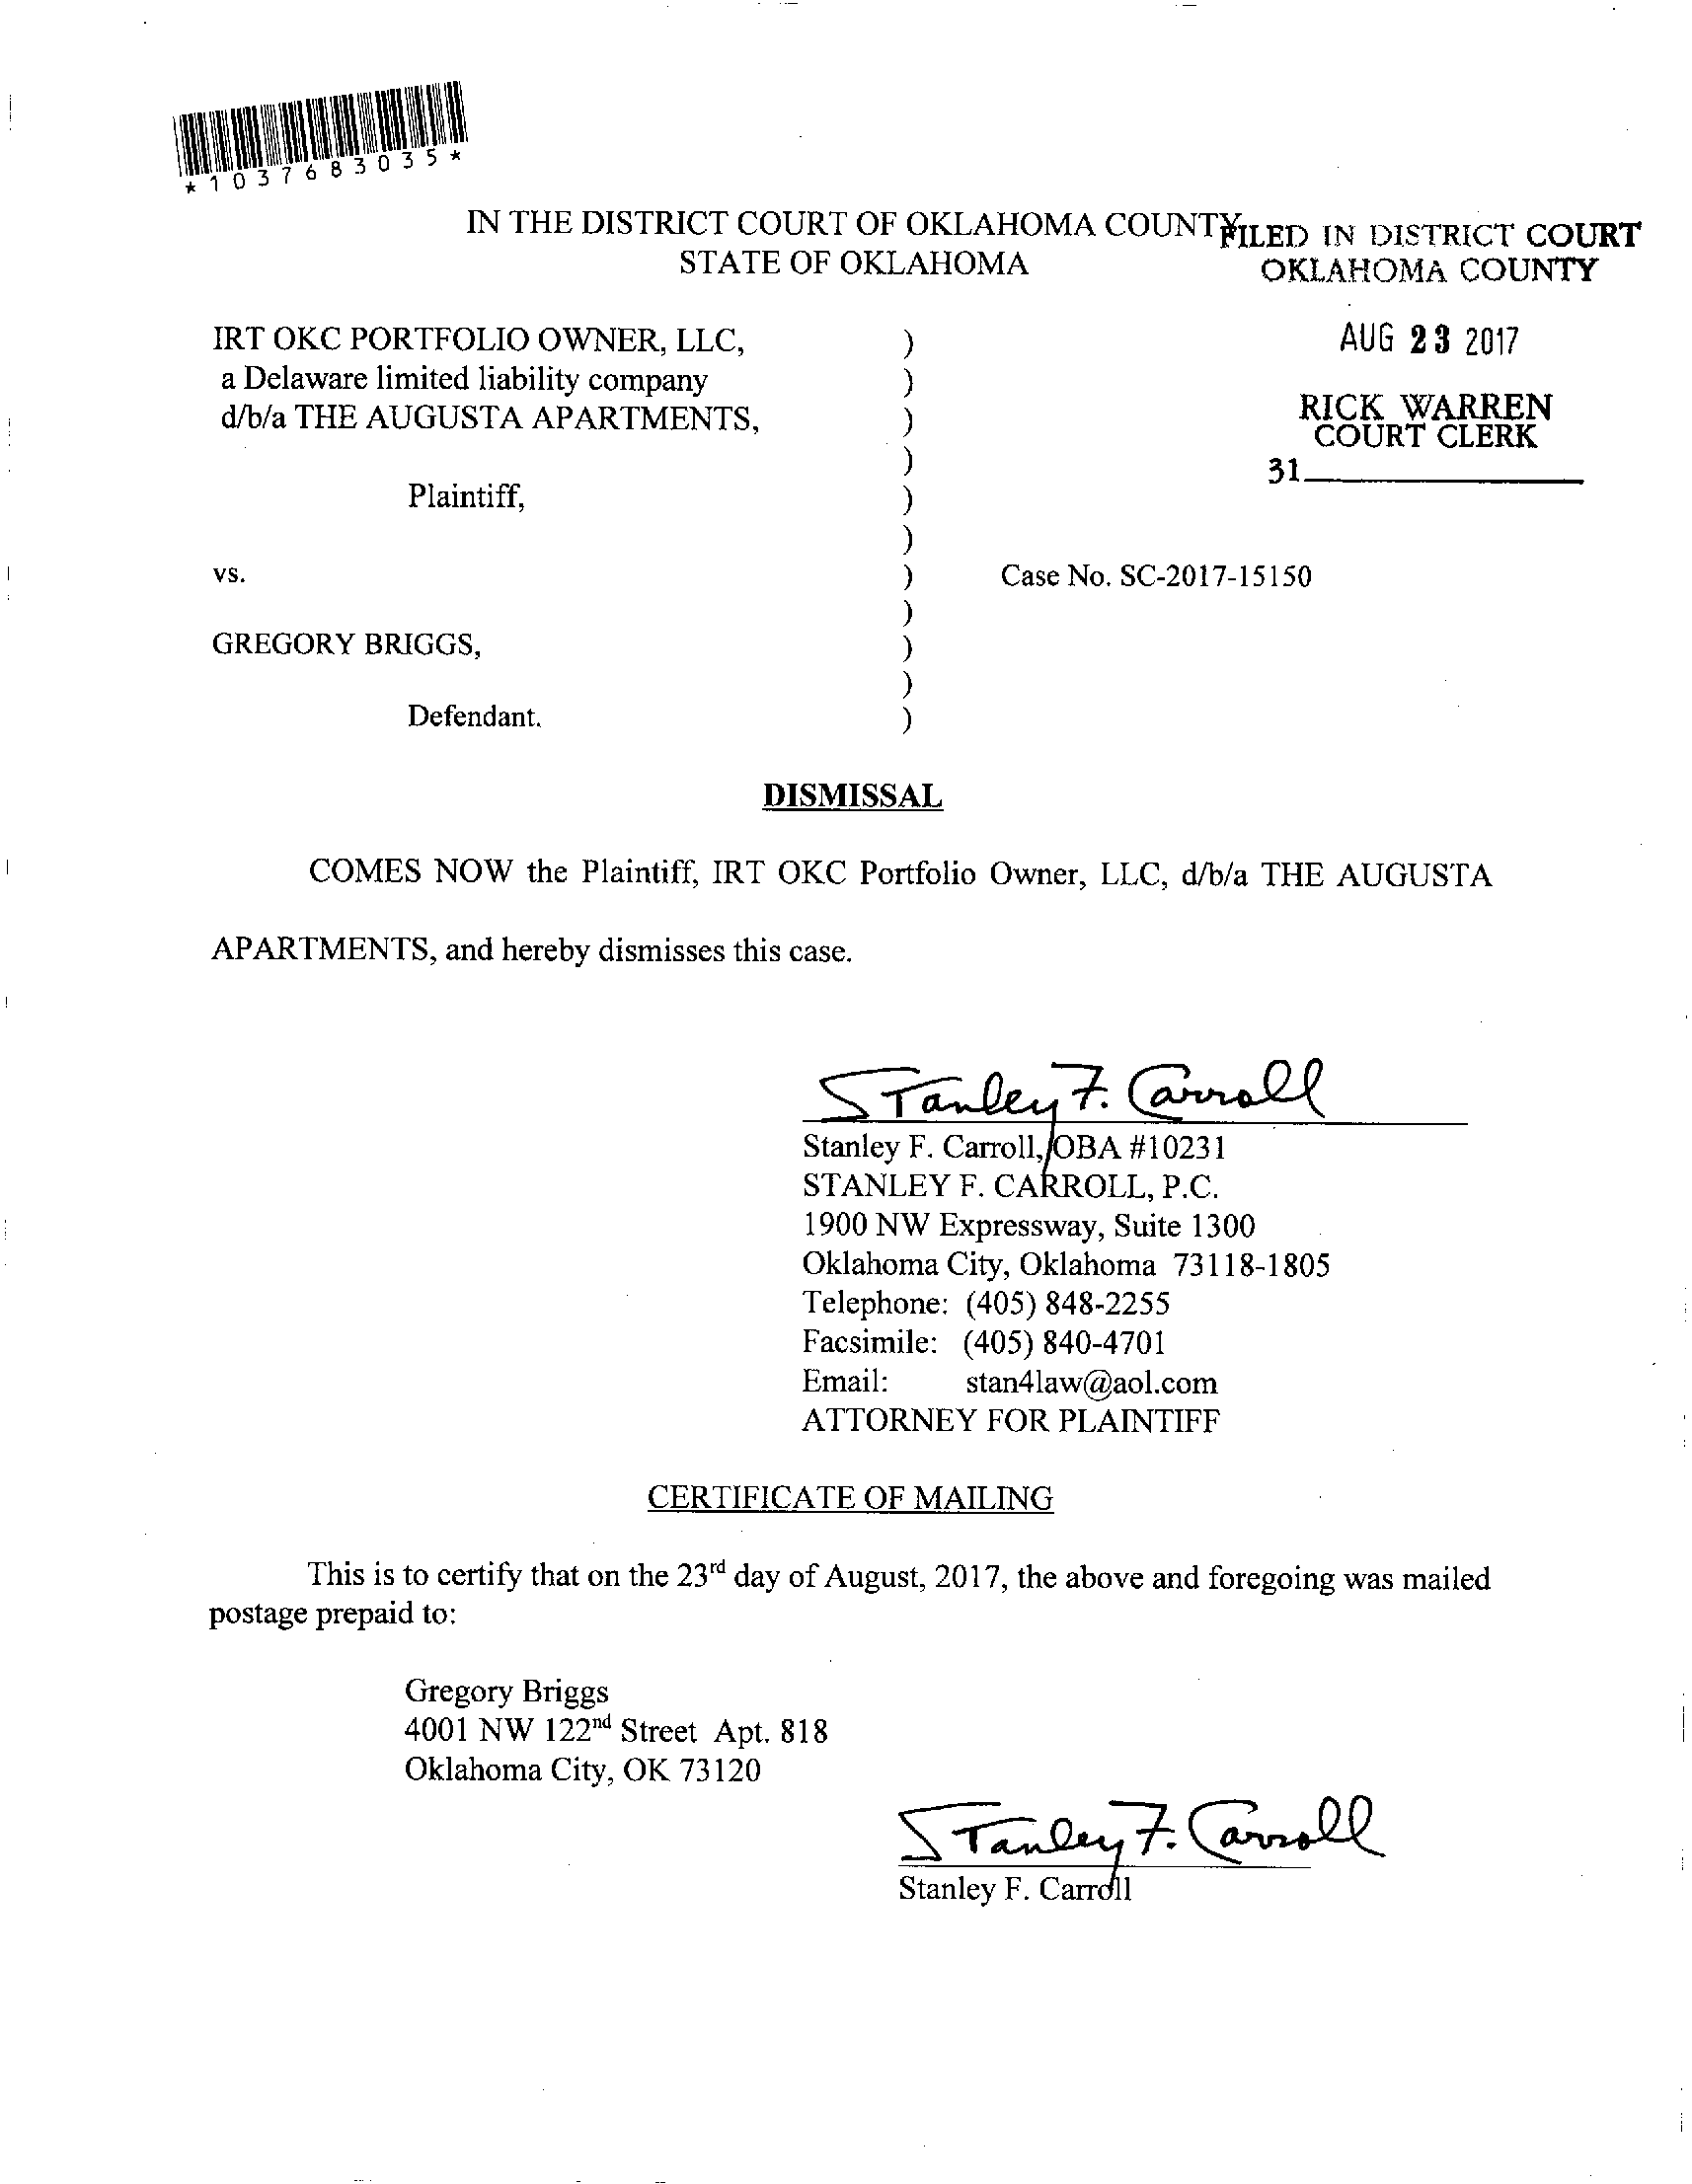 *1037683035*
IN THE DISTRICT COURT OF OKLAHOMA COUNTY
STATE OF OKLAHOMA
FILED IN DISTRICT COURT
OKLAHOMA COUNTY
AUG 23 2017
RICK WARREN
COURT CLERK
31
IRT OKC PORTFOLIO OWNER, LLC, )
a Delaware limited liability company )
d/b/a THE AUGUSTA APARTMENTS, )
)
Plaintiff, )
)
vs. ) Case No. SC-2017-15150
)
GREGORY BRIGGS, )
)
Defendant. )
DISMISSAL
COMES NOW the Plaintiff, IRT OKC Portfolio Owner, LLC, d/b/a THE AUGUSTA
APARTMENTS, and hereby dismisses this case.
Stanley F. Carroll
Stanley F. Carroll, OBA #10231
STANLEY F. CARROLL, P.C.
1900 NW Expressway, Suite 1300
Oklahoma City, Oklahoma 73118-1805
Telephone: (405) 848-2255
Facsimile: (405) 840-4701
Email: stan4law@aol.com
ATTORNEY FOR PLAINTIFF
CERTIFICATE OF MAILING
This is to certify that on the 23rd day of August, 2017, the above and foregoing was mailed
postage prepaid to:
Gregory Briggs
4001 NW 122nd Street Apt. 818
Oklahoma City, OK 73120
Stanley F. Carroll
Stanley F. Carroll